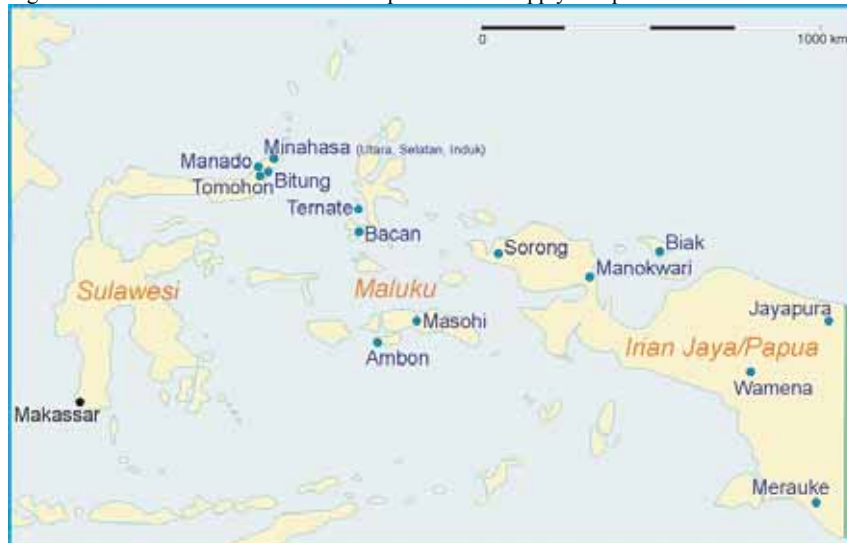 0 1000 km
Minahasa (Utara, Selatan, Induk)
Manado
Tomohon
Bitung
Ternate
Bacan
Sorong
Biak
Manokwari
Sulawesi
Maluku
Jayapura
Masohi
Ambon
Irian Jaya/Papua
Wamena
Makassar
Merauke